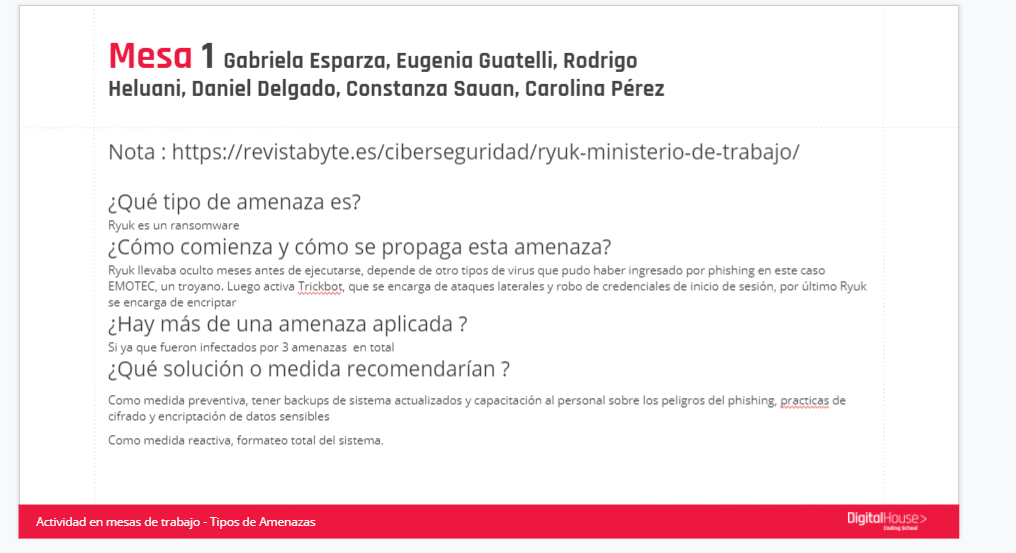 Mesa 1 Gabriela Esparza, Eugenia Guatelli, Rodrigo
Heluani, Daniel Delgado, Constanza Sauan, Carolina Pérez
Nota : https://revistabyte.es/ciberseguridad/ryuk-ministerio-de-trabajo/
¿Qué tipo de amenaza es?
Ryuk es un ransomware
¿Cómo comienza y cómo se propaga esta amenaza?
Ryuk llevaba oculto meses antes de ejecutarse, depende de otro tipos de virus que pudo haber ingresado por phishing en este caso
EMOTEC, un troyano. Luego activa Trickbot, que se encarga de ataques laterales y robo de credenciales de inicio de sesión, por último Ryuk
se encarga de encriptar
¿Hay más de una amenaza aplicada ?
Si ya que fueron infectados por 3 amenazas en total
¿Qué solución o medida recomendarían ?
Como medida preventiva, tener backups de sistema actualizados y capacitación al personal sobre los peligros del phishing, practicas de
cifrado y encriptación de datos sensibles
Como medida reactiva, formateo total del sistema.
Actividad en mesas de trabajo - Tipos de Amenazas
DigitalHouse>
Coding School